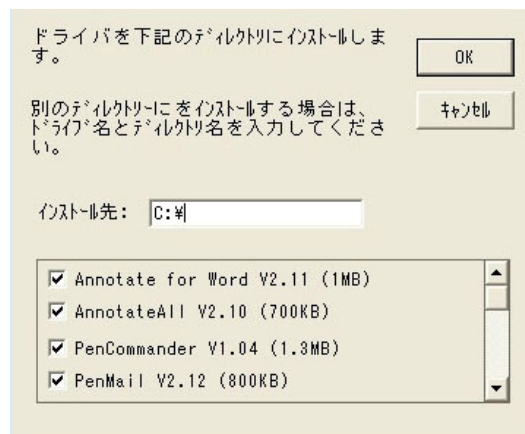 ドライバを下記のﾃﾞｨﾚｸﾄﾘにｲﾝｽﾄｰﾙしま
す。
OK
別のﾃﾞｨﾚｸﾄﾘｰにをｲﾝｽﾄｰﾙする場合は、
ﾄﾞﾗｲﾌﾞ名とﾃﾞｨﾚｸﾄﾘ名を入力してくださ
い。
ｷｬﾝｾﾙ
ｲﾝｽﾄｰﾙ先：
C:¥
Annotate for Word V2.11 (1MB)
AnnotateAll V2.10 (700KB)
PenCommander V1.04 (1.3MB)
PenMail V2.12 (800KB)